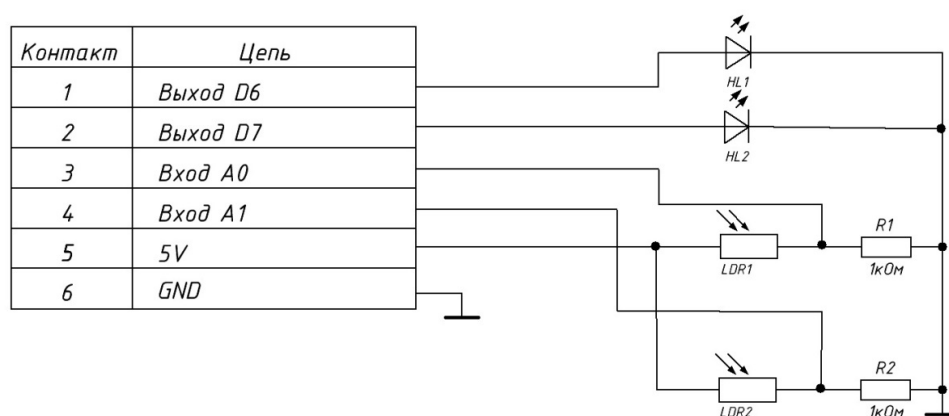 Контакт Цепь
1 Выход D6
2 Выход D7
3 Вход A0
4 Вход A1
5 5V
6 GND
HL1
HL2
R1
LDR1
1кОм
R2
LDR2
1кОм